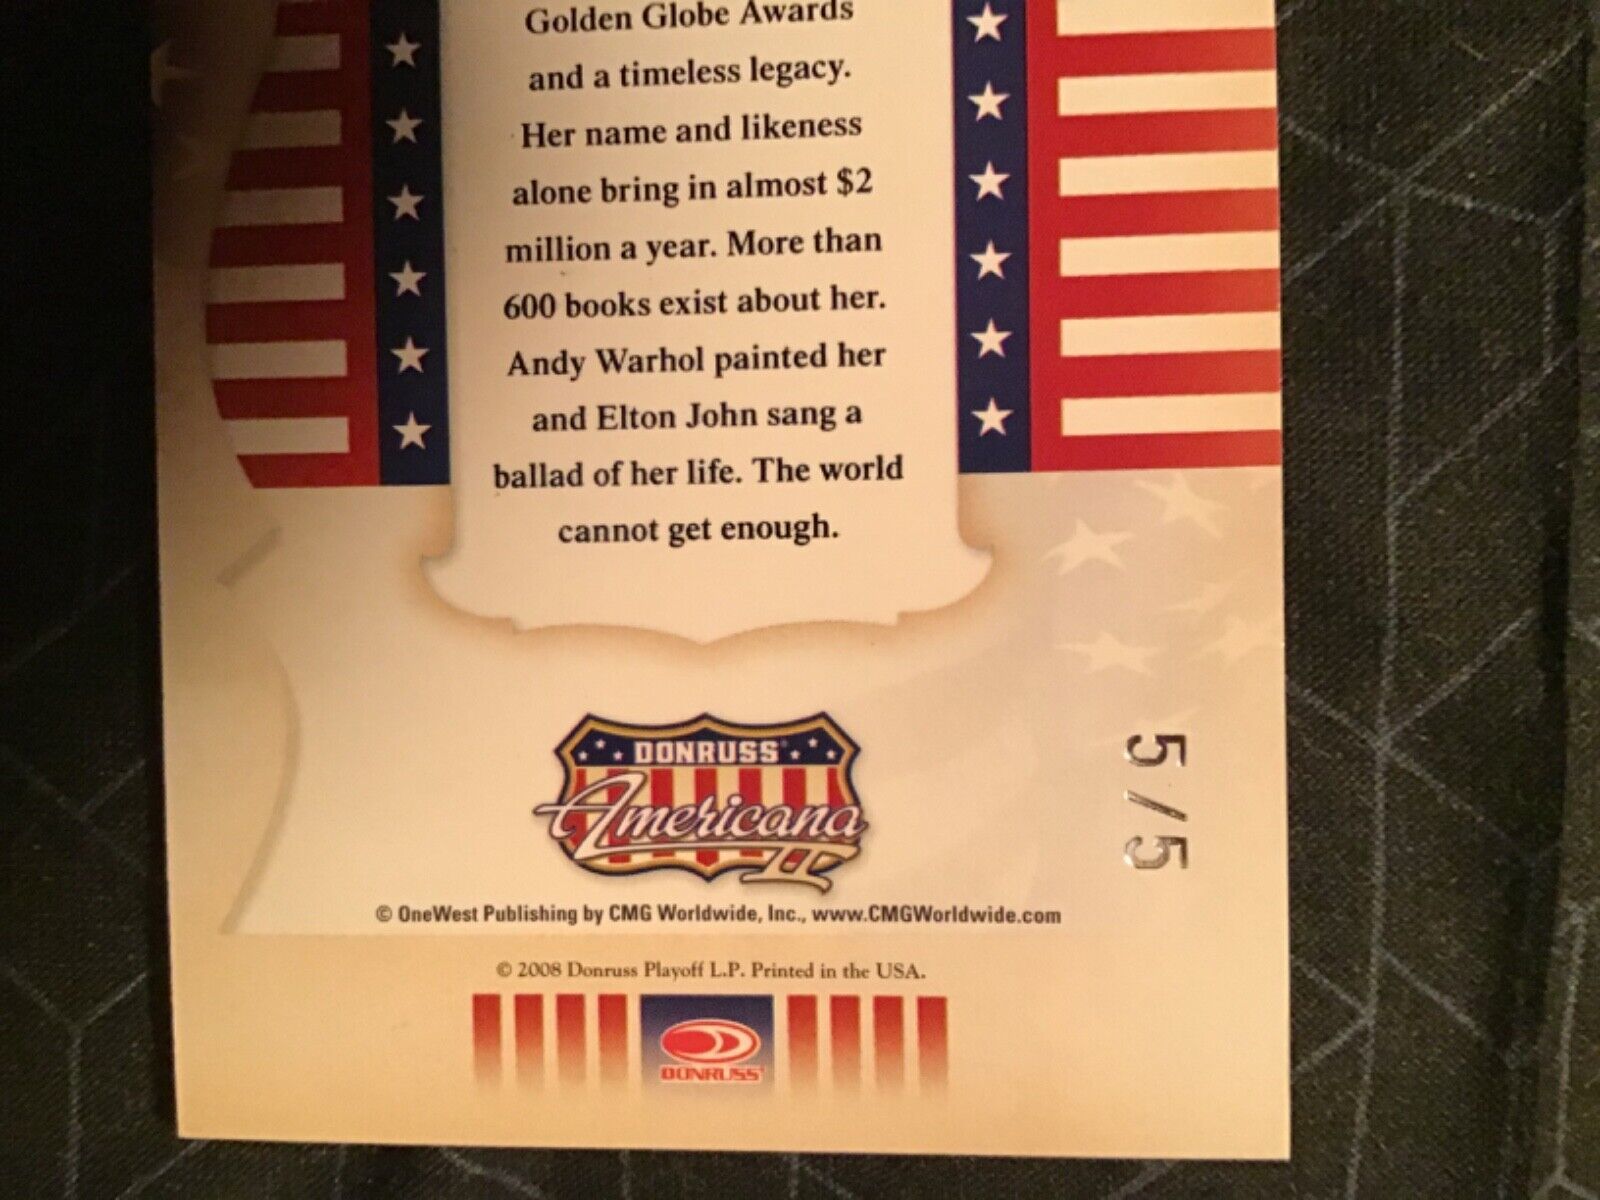 Golden Globe Awards
and a timeless legacy.
Her name and likeness
alone bring in almost $2
million a year. More than
600 books exist about her.
Andy Warhol painted her
and Elton John sang a
ballad of her life. The world
cannot get enough.
DONRUSS
Americana
II
5/5
© OneWest Publishing by CMG Worldwide, Inc., www.CMGWorldwide.com
© 2008 Donruss Playoff L.P. Printed in the USA.
DONRUSS